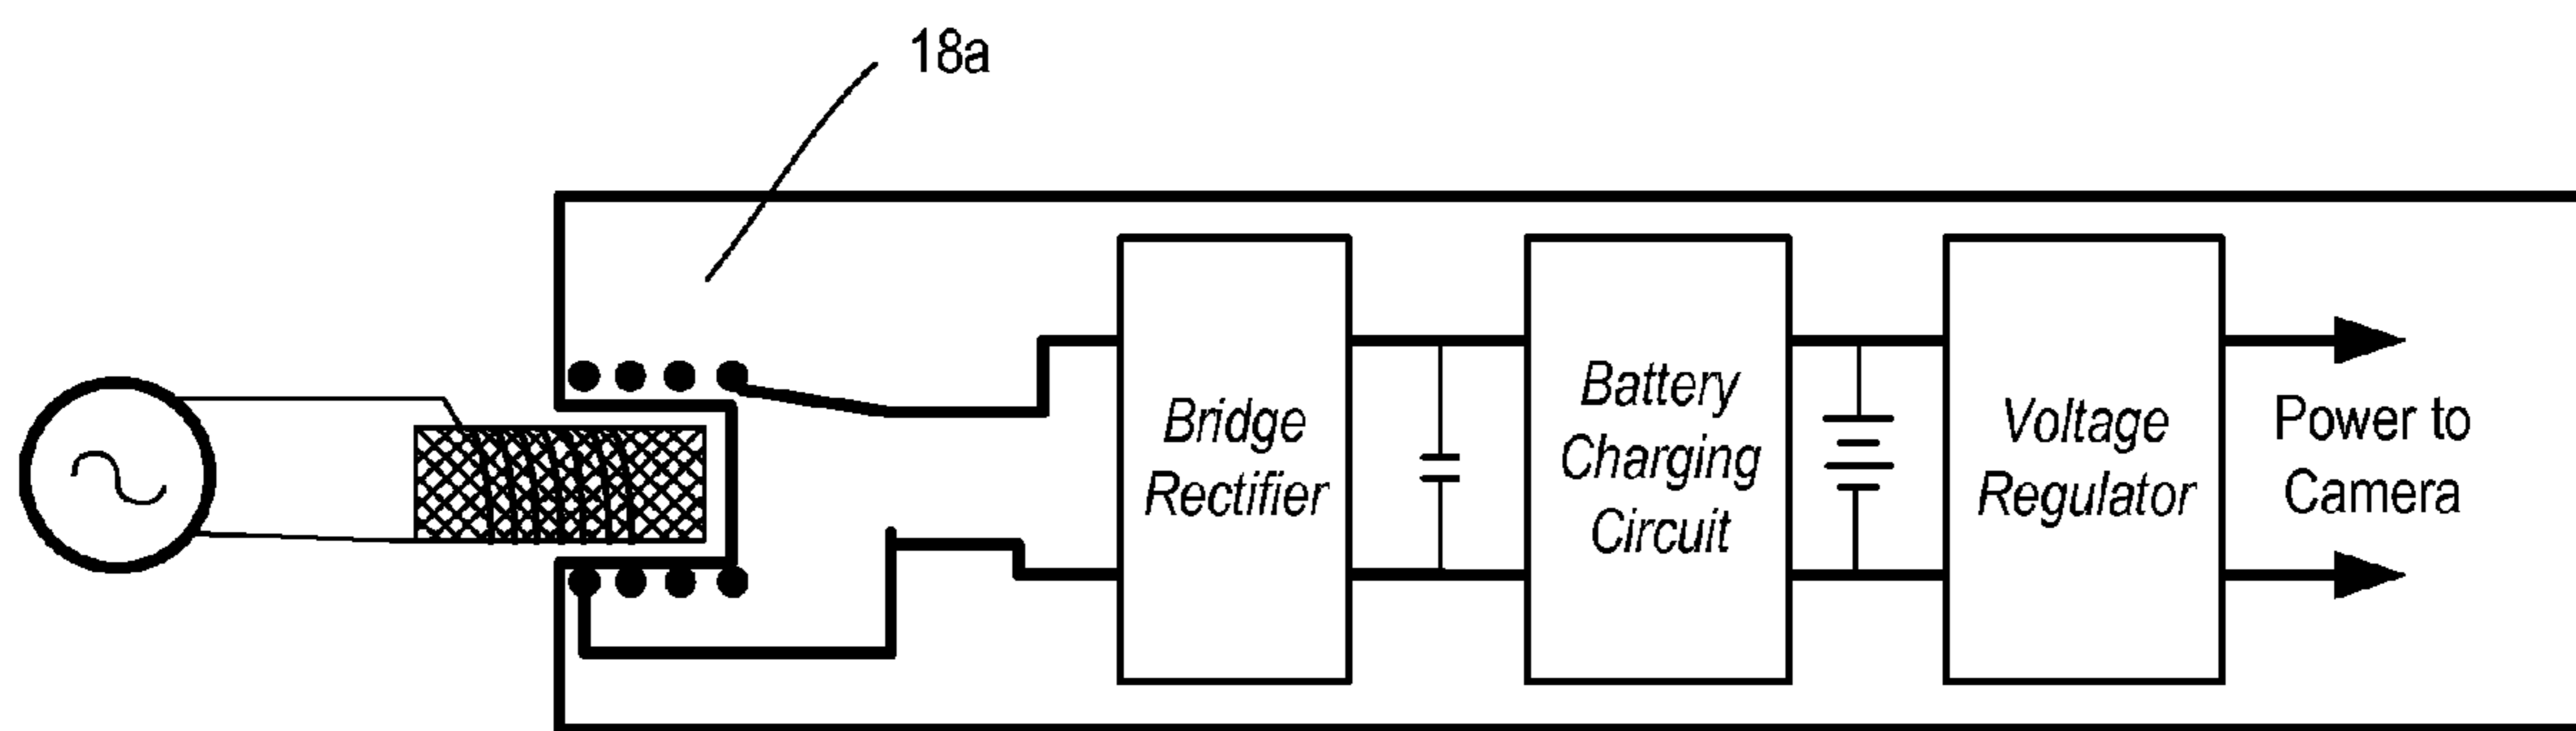 18a
Bridge
Rectifier
Battery
Charging
Circuit
Voltage
Regulator
Power to
Camera